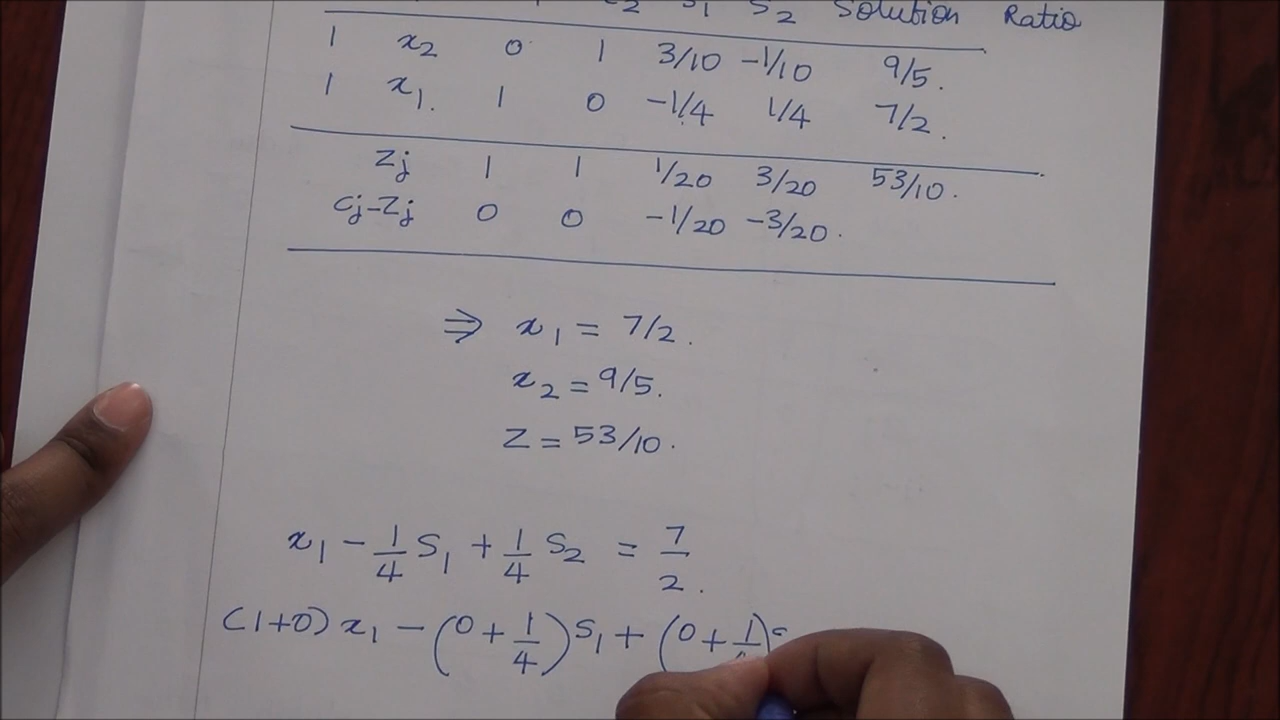 S1 S2 Solution Ratio
1 x2 0 1 3/10 -1/10 9/5.
1 x1. 1 0 -1/4 1/4 7/2.
Zj 1 1 1/20 3/20 53/10.
Cj-Zj 0 0 -1/20 -3/20.
⇒ x1 = 7/2.
x2 = 9/5.
Z = 53/10.
x1 - 1/4 S1 + 1/4 S2 = 7/2.
(1+0) x1 - (0 + 1/4) S1 + (0 + 1/